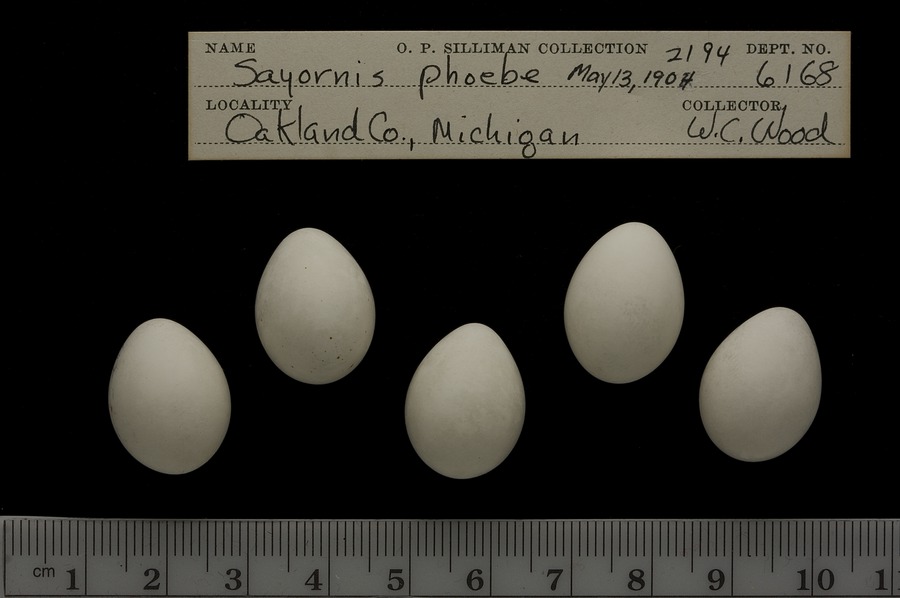 NAME O. P. SILLIMAN COLLECTION 2194 DEPT. NO.
Sayornis phoebe May 13, 1904 6168
LOCALITY COLLECTOR
Oakland Co., Michigan W. C. Wood
cm 1 2 3 4 5 6 7 8 9 10 1